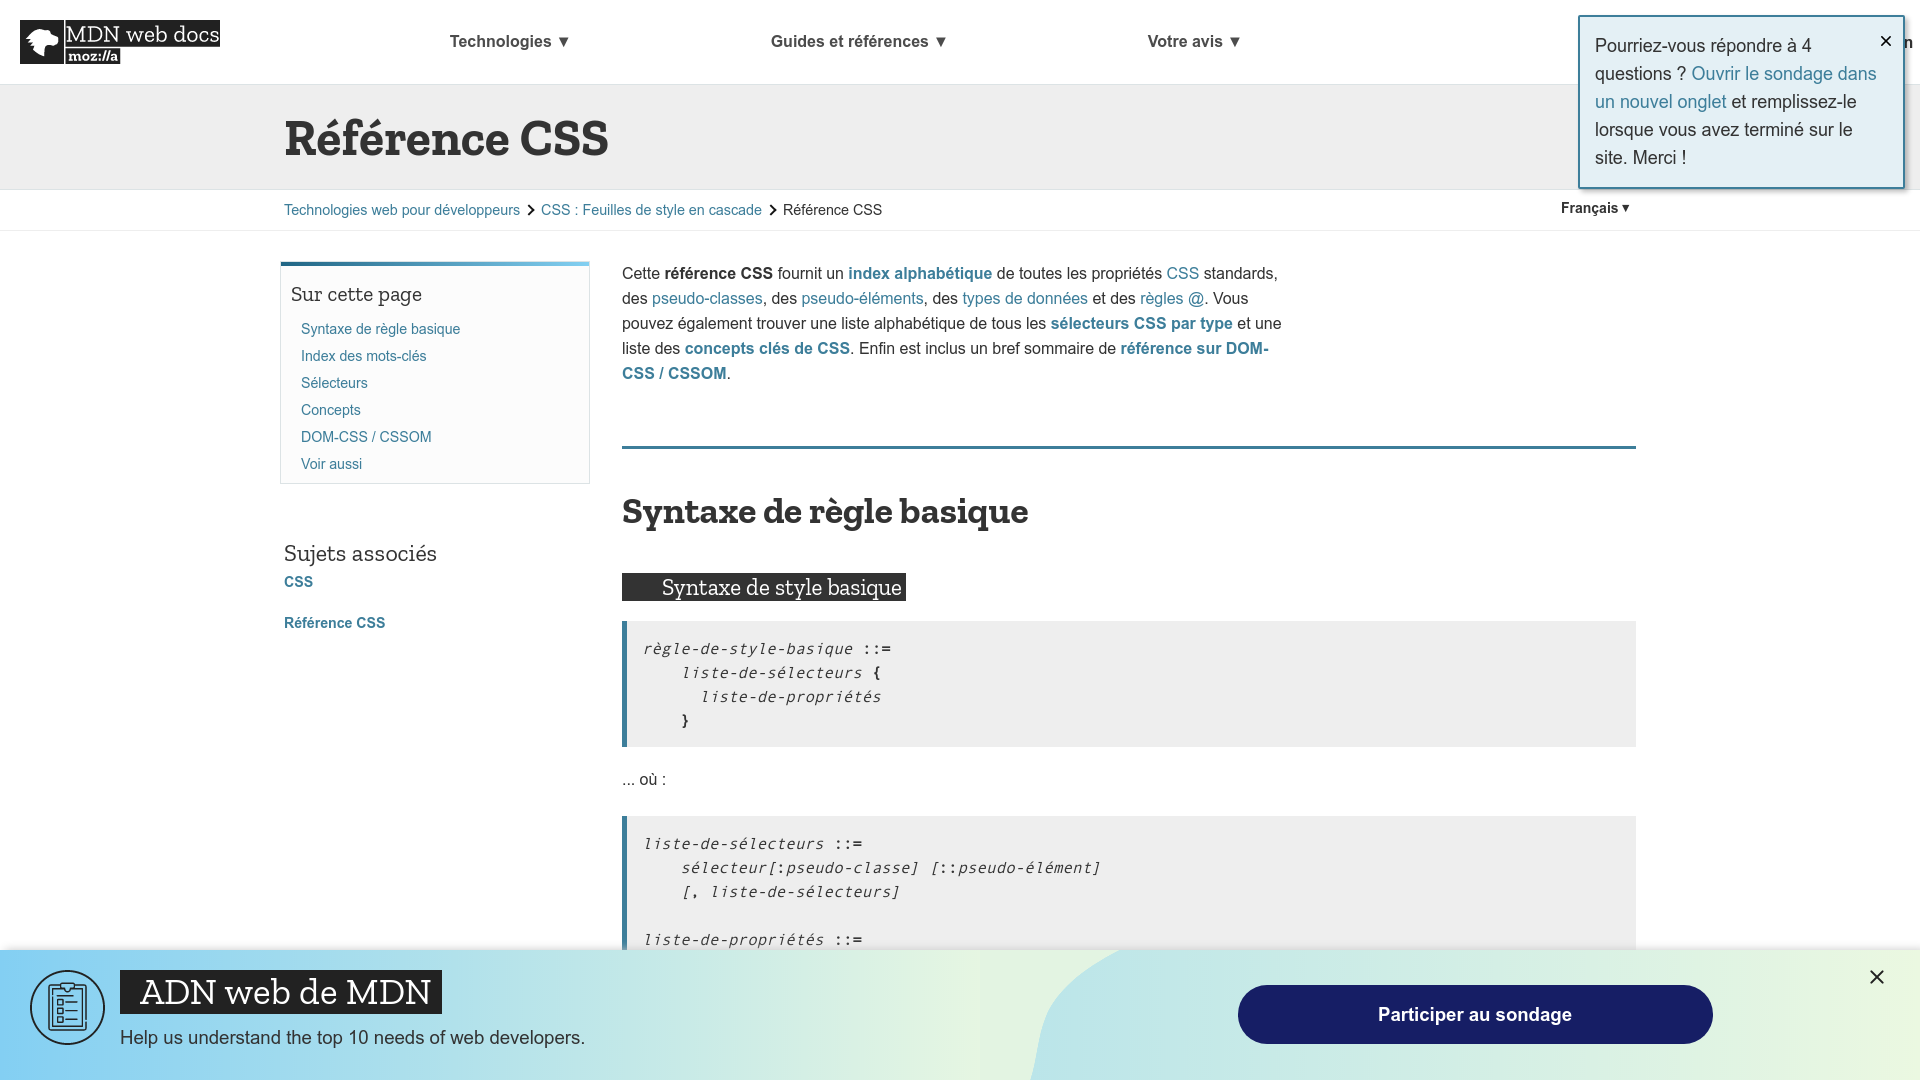 MDN web docs
moz://a
Technologies ▼
Guides et références ▼
Votre avis ▼
Pourriez-vous répondre à 4
questions ? Ouvrir le sondage dans
un nouvel onglet et remplissez-le
lorsque vous avez terminé sur le
site. Merci !
Référence CSS
Technologies web pour développeurs
CSS : Feuilles de style en cascade
Référence CSS
Français ▼
Sur cette page
Syntaxe de règle basique
Index des mots-clés
Sélecteurs
Concepts
DOM-CSS / CSSOM
Voir aussi
Sujets associés
CSS
Référence CSS
Cette référence CSS fournit un index alphabétique de toutes les propriétés CSS standards,
des pseudo-classes, des pseudo-éléments, des types de données et des règles @. Vous
pouvez également trouver une liste alphabétique de tous les sélecteurs CSS par type et une
liste des concepts clés de CSS. Enfin est inclus un bref sommaire de référence sur DOM-
CSS / CSSOM.
Syntaxe de règle basique
Syntaxe de style basique
règle-de-style-basique ::=
liste-de-sélecteurs {
liste-de-propriétés
}
... où :
liste-de-sélecteurs ::=
sélecteur[:pseudo-classe] [::pseudo-élément]
[, liste-de-sélecteurs]
liste-de-propriétés ::=
ADN web de MDN
Help us understand the top 10 needs of web developers.
Participer au sondage